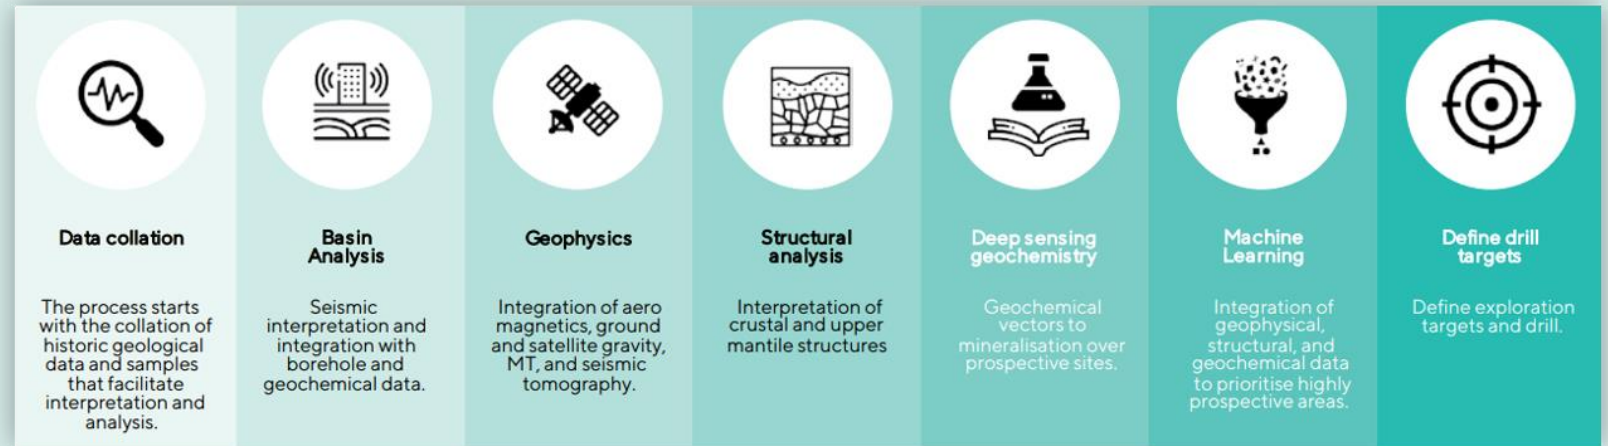 Data collation
The process starts
with the collation of
historic geological
data and samples
that facilitate
interpretation and
analysis.
Basin
Analysis
Seismic
interpretation and
integration with
borehole and
geochemical data.
Geophysics
Integration of aero
magnetics, ground
and satellite gravity,
MT, and seismic
tomography.
Structural
analysis
Interpretation of
crustal and upper
mantile structures
Deep sensing
geochemistry
Geochemical
vectors to
mineralisation over
prospective sites.
Machine
Learning
Integration of
geophysical,
structural, and
geochemical data
to prioritise highly
prospective areas.
Define drill
targets
Define exploration
targets and drill.